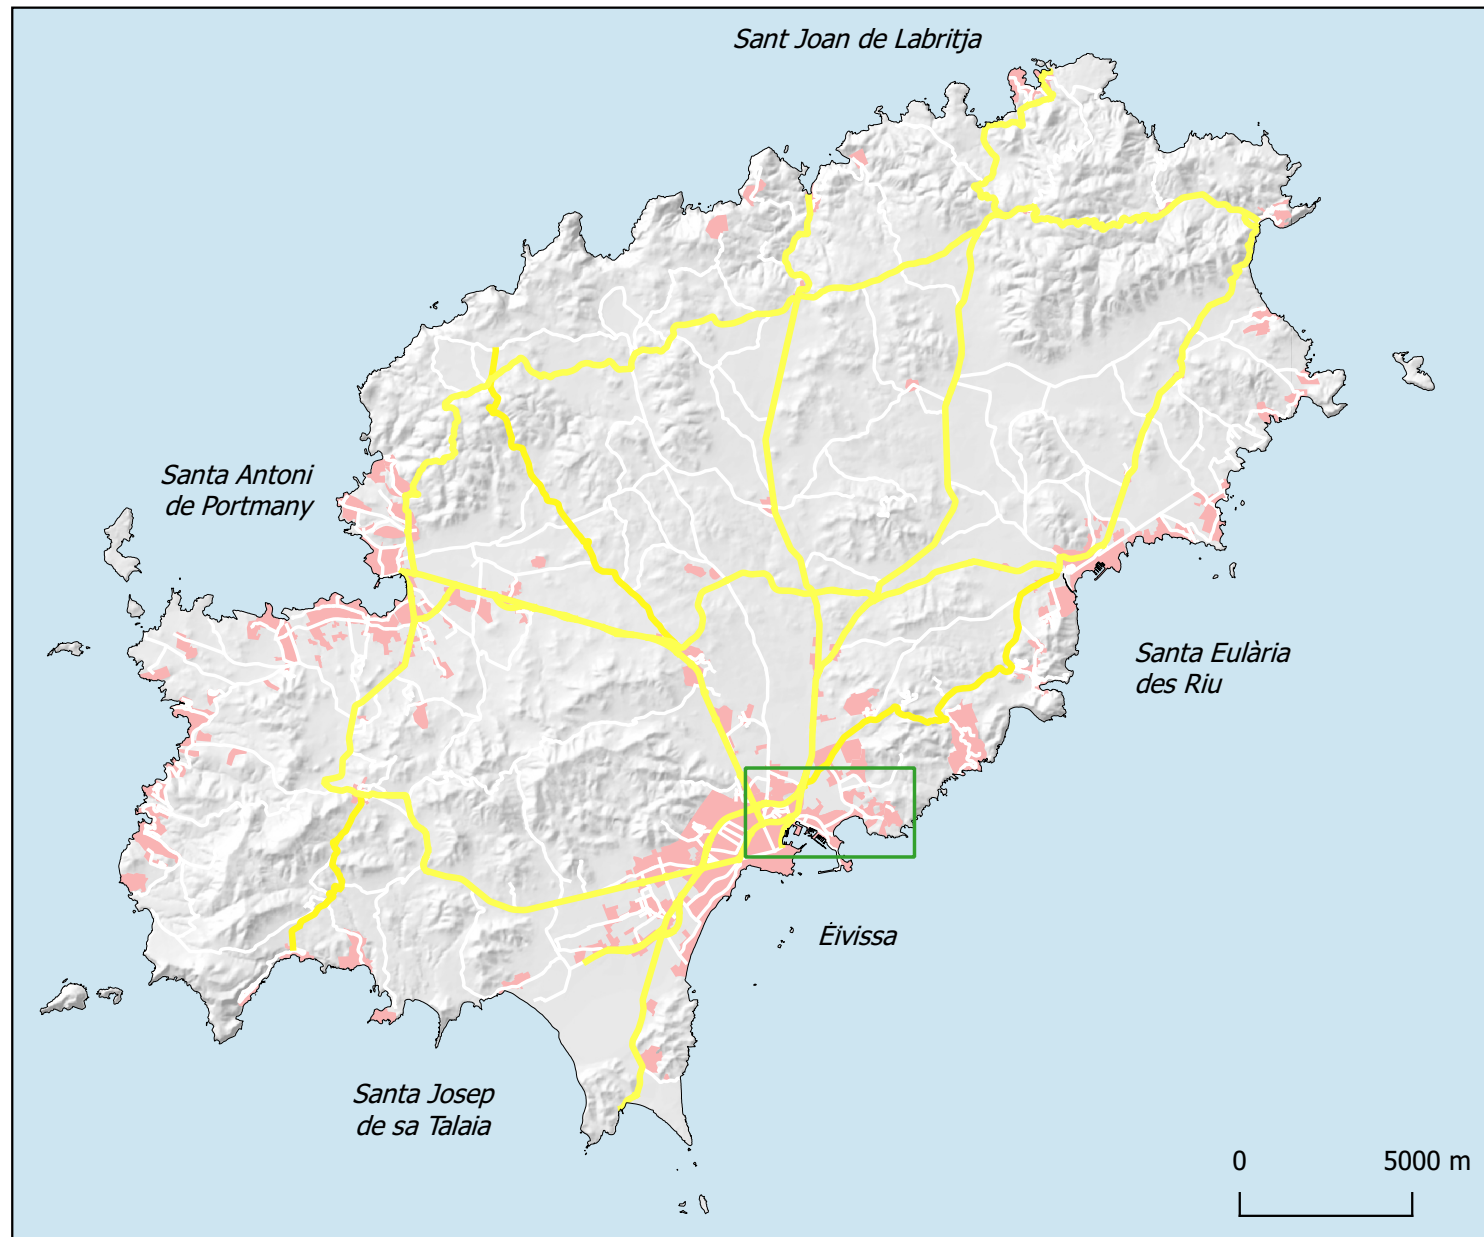 Sant Joan de Labritja
Santa Antoni
de Portmany
Santa Eulària
des Riu
Eivissa
Santa Josep
de sa Talaia
0 5000 m